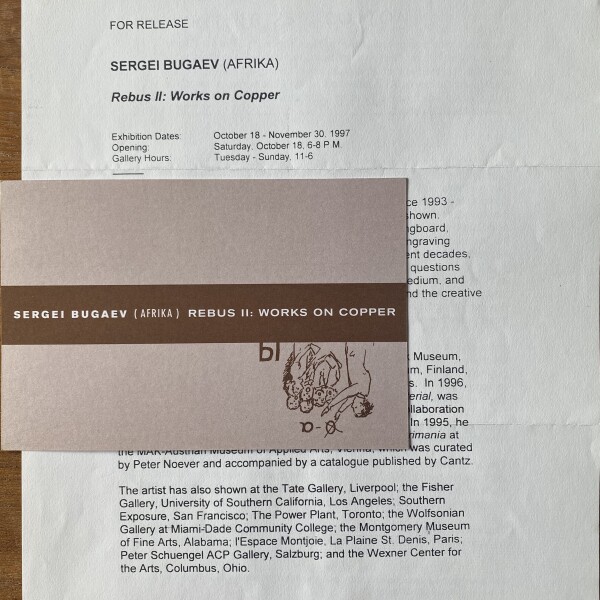 FOR RELEASE
SERGEI BUGAEV (AFRIKA)
Rebus II: Works on Copper
Exhibition Dates: October 18 - November 30, 1997
Opening: Saturday, October 18, 6-8 P.M.
Gallery Hours: Tuesday - Sunday, 11-6
ce 1993 -
shown.
ngboard,
ngraving
nt decades,
questions
edium, and
nd the creative
SERGEI BUGAEV (AFRIKA) REBUS II: WORKS ON COPPER
Museum,
m, Finland,
s. In 1996,
erial, was
ollaboration
In 1995, he
rimania at
the MAK-Austrian Museum of Applied Arts, Vienna, which was curated
by Peter Noever and accompanied by a catalogue published by Cantz.
The artist has also shown at the Tate Gallery, Liverpool; the Fisher
Gallery, University of Southern California, Los Angeles; Southern
Exposure, San Francisco; The Power Plant, Toronto; the Wolfsonian
Gallery at Miami-Dade Community College; the Montgomery Museum
of Fine Arts, Alabama; l'Espace Montjoie, La Plaine St. Denis, Paris;
Peter Schuengel ACP Gallery, Salzburg; and the Wexner Center for
the Arts, Columbus, Ohio.